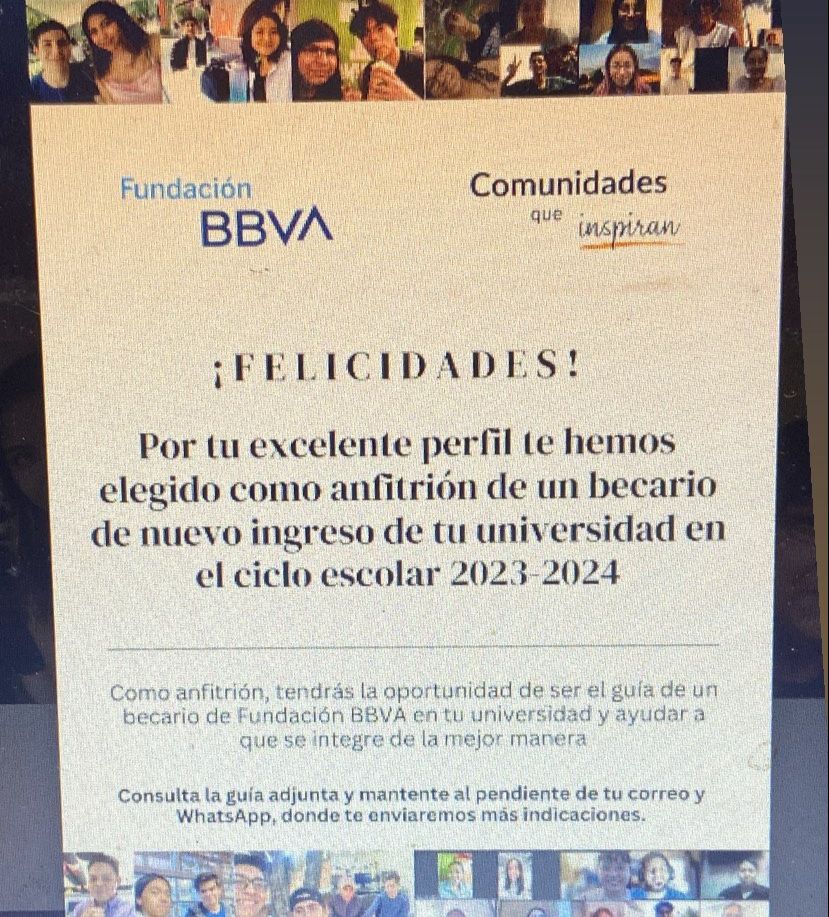 Fundación
BBVA
Comunidades
que inspiran
¡FELICIDADES!
Por tu excelente perfil te hemos
elegido como anfitrión de un becario
de nuevo ingreso de tu universidad en
el ciclo escolar 2023-2024
Como anfitrión, tendrás la oportunidad de ser el guía de un
becario de Fundación BBVA en tu universidad y ayudar a
que se integre de la mejor manera
Consulta la guía adjunta y mantente al pendiente de tu correo y
WhatsApp, donde te enviaremos más indicaciones.